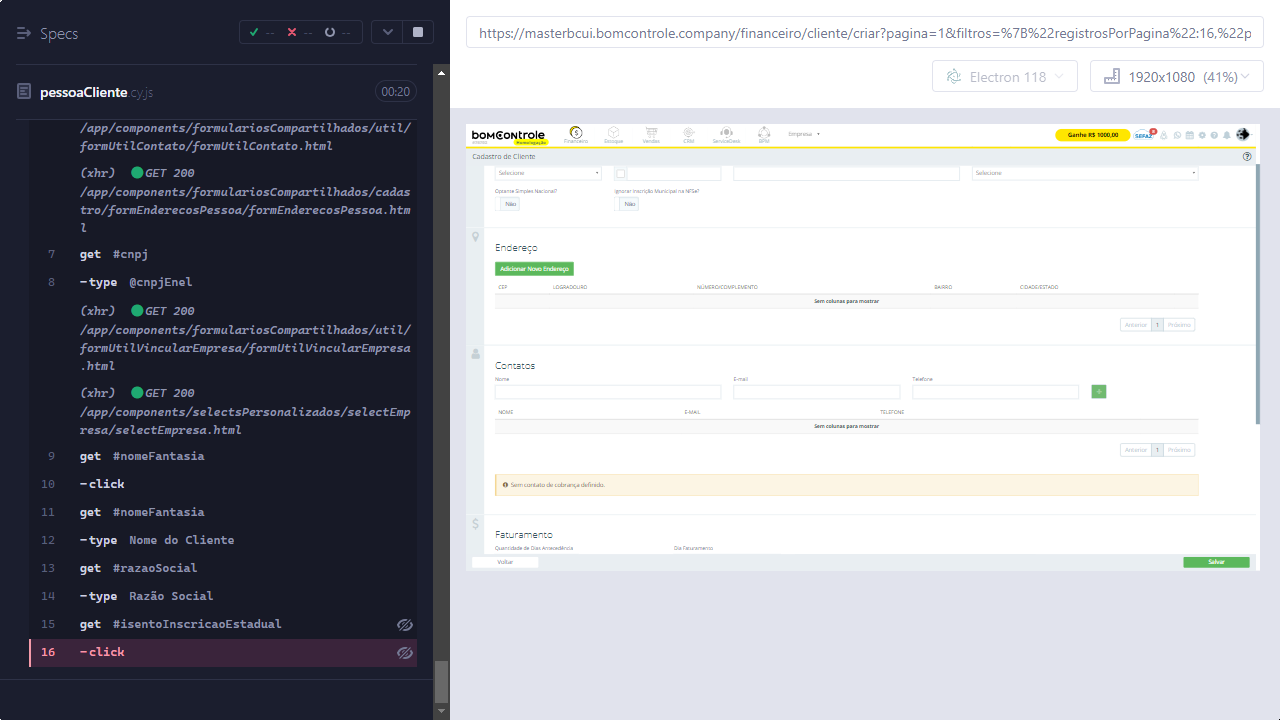 Specs
--
--
--
pessoaCliente.cy.js
00:20
/app/components/formulariosCompartilhados/util/
formUtilContato/formUtilContato.html
(xhr) GET 200
/app/components/formulariosCompartilhados/cadas
tro/formEnderecosPessoa/formEnderecosPessoa.htm
l
7 get #cnpj
8 -type @cnpjEnel
(xhr) GET 200
/app/components/formulariosCompartilhados/util/
formUtilVincularEmpresa/formUtilVincularEmpresa
.html
(xhr) GET 200
/app/components/selectsPersonalizados/selectEmp
resa/selectEmpresa.html
9 get #nomeFantasia
10 -click
11 get #nomeFantasia
12 -type Nome do Cliente
13 get #razaoSocial
14 -type Razão Social
15 get #isentoInscricaoEstadual
16 -click
https://masterbcui.bomcontrole.company/financeiro/cliente/criar?pagina=1&filtros=%7B%22registrosPorPagina%22:16,%22p
Electron 118
1920x1080 (41%)
bomControle
Homologação
Financeiro
Estoque
Vendas
CRM
ServiceDesk
BPM
Empresa
Ganhe R$ 1000,00
SEFAZ
Cadastro de Cliente
Selecione
Selecione
Optante Simples Nacional?
Ignorar Inscrição Municipal na NFSe?
Não
Não
Endereço
Adicionar Novo Endereço
CEP LOGRADOURO NÚMERO/COMPLEMENTO BAIRRO CIDADE/ESTADO
Sem colunas para mostrar
Anterior 1 Próximo
Contatos
Nome E-mail Telefone
NOME E-MAIL TELEFONE
Sem colunas para mostrar
Anterior 1 Próximo
Sem contato de cobrança definido.
Faturamento
Quantidade de Dias Antecedência Dia Faturamento
Voltar
Salvar